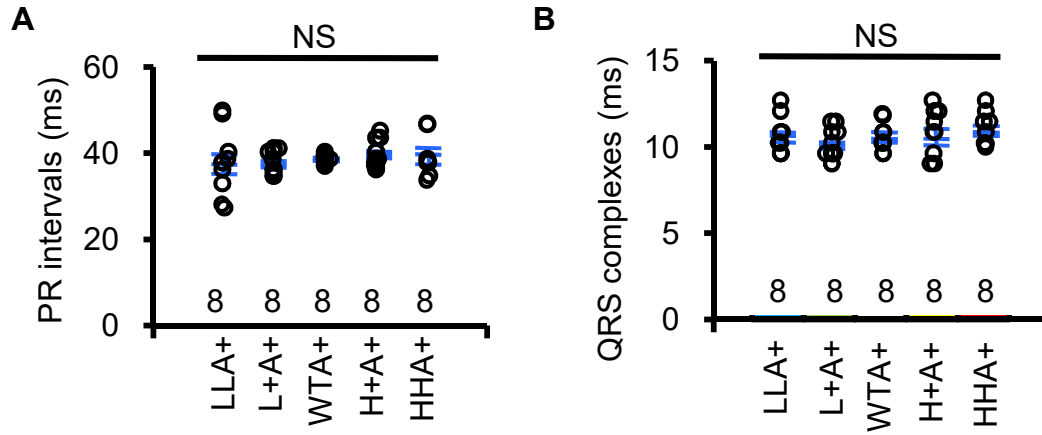 A
NS
PR intervals (ms)
60
40
20
0
8 8 8 8 8
LLA+
L+A+
WTA+
H+A+
HHA+
B
NS
QRS complexes (ms)
15
10
5
0
8 8 8 8 8
LLA+
L+A+
WTA+
H+A+
HHA+